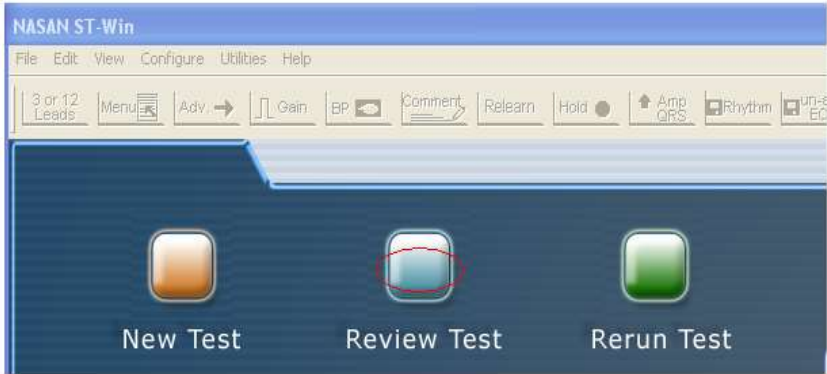 NASAN ST-Win
File Edit View Configure Utilities Help
3 or 12 Leads Menu Adv. Gain BP Comment Relearn Hold Amp QRS Rhythm
New Test Review Test Rerun Test